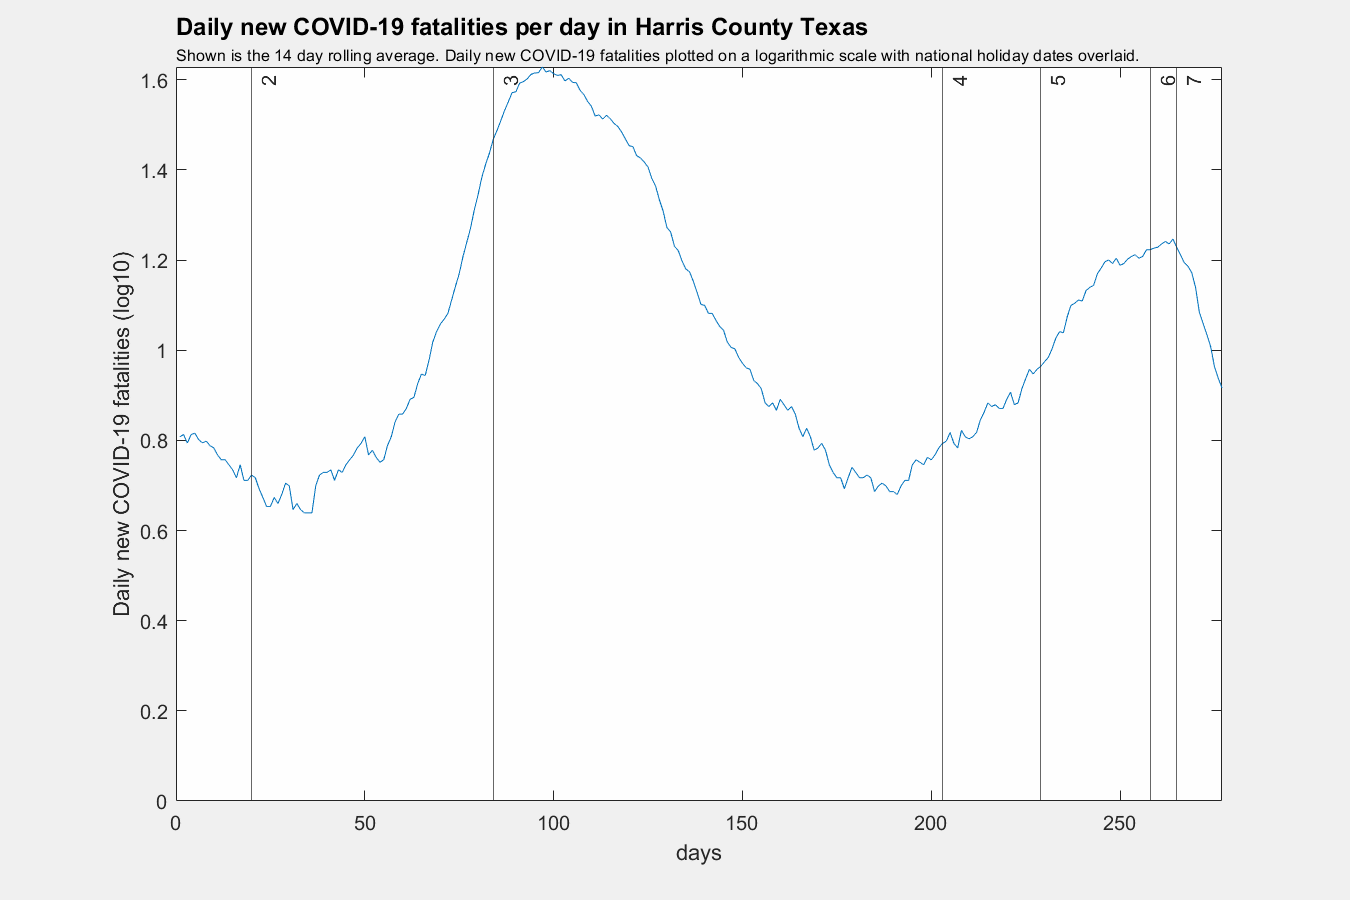 Daily new COVID-19 fatalities per day in Harris County Texas
Shown is the 14 day rolling average. Daily new COVID-19 fatalities plotted on a logarithmic scale with national holiday dates overlaid.
2 3 4 5 6 7
1.6
1.4
1.2
1
0.8
0.6
0.4
0.2
0
Daily new COVID-19 fatalities (log10)
0 50 100 150 200 250
days